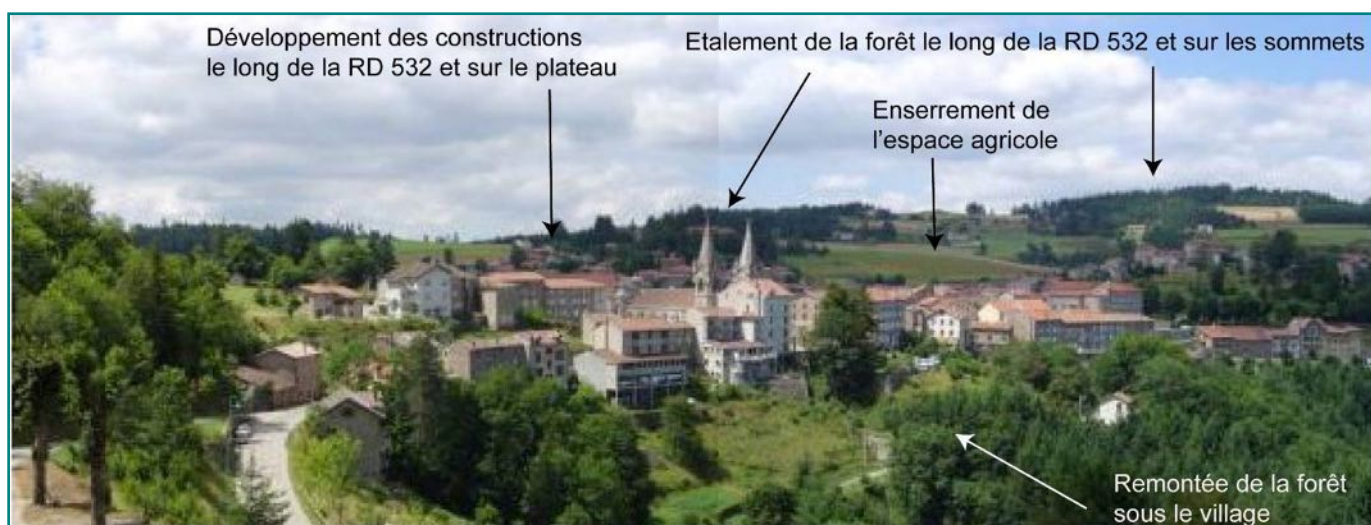 Développement des constructions
le long de la RD 532 et sur le plateau
Etalement de la forêt le long de la RD 532 et sur les sommets
Enserrement de
l'espace agricole
Remontée de la forêt
sous le village